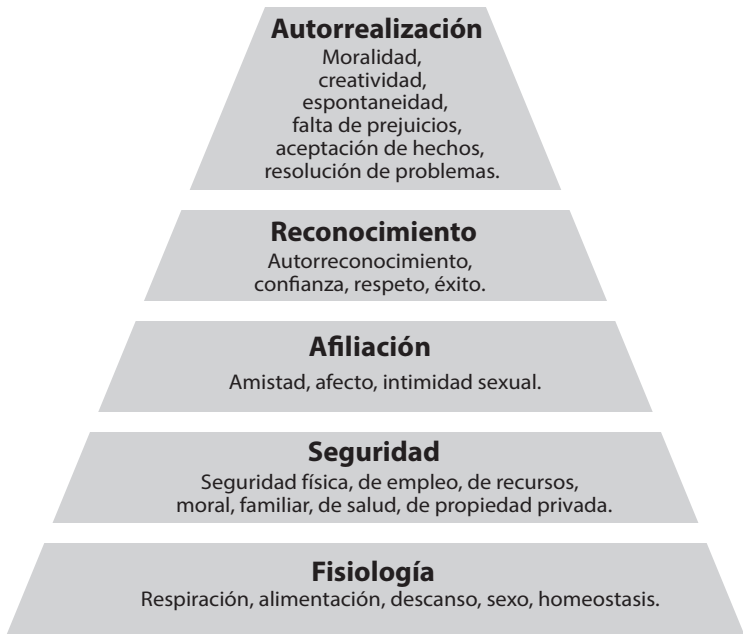 Autorrealización
Moralidad,
creatividad,
espontaneidad,
falta de prejuicios,
aceptación de hechos,
resolución de problemas.
Reconocimiento
Autorreconocimiento,
confianza, respeto, éxito.
Afiliación
Amistad, afecto, intimidad sexual.
Seguridad
Seguridad física, de empleo, de recursos,
moral, familiar, de salud, de propiedad privada.
Fisiología
Respiración, alimentación, descanso, sexo, homeostasis.